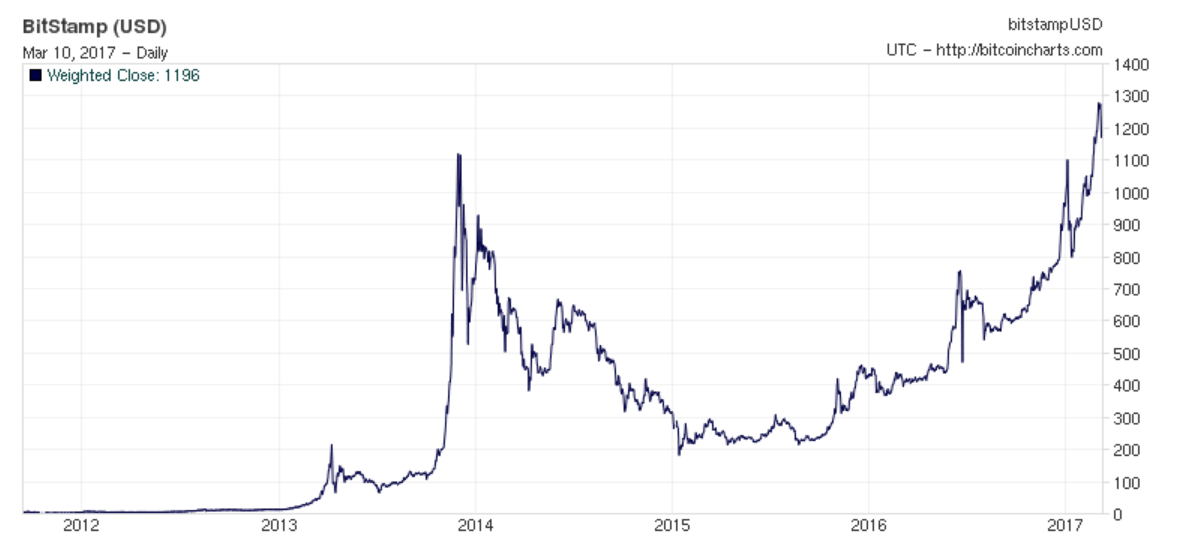 BitStamp (USD)
bitstampUSD
Mar 10, 2017 – Daily
UTC – http://bitcoincharts.com
Weighted Close: 1196
1400
1300
1200
1100
1000
900
800
700
600
500
400
300
200
100
0
2012 2013 2014 2015 2016 2017